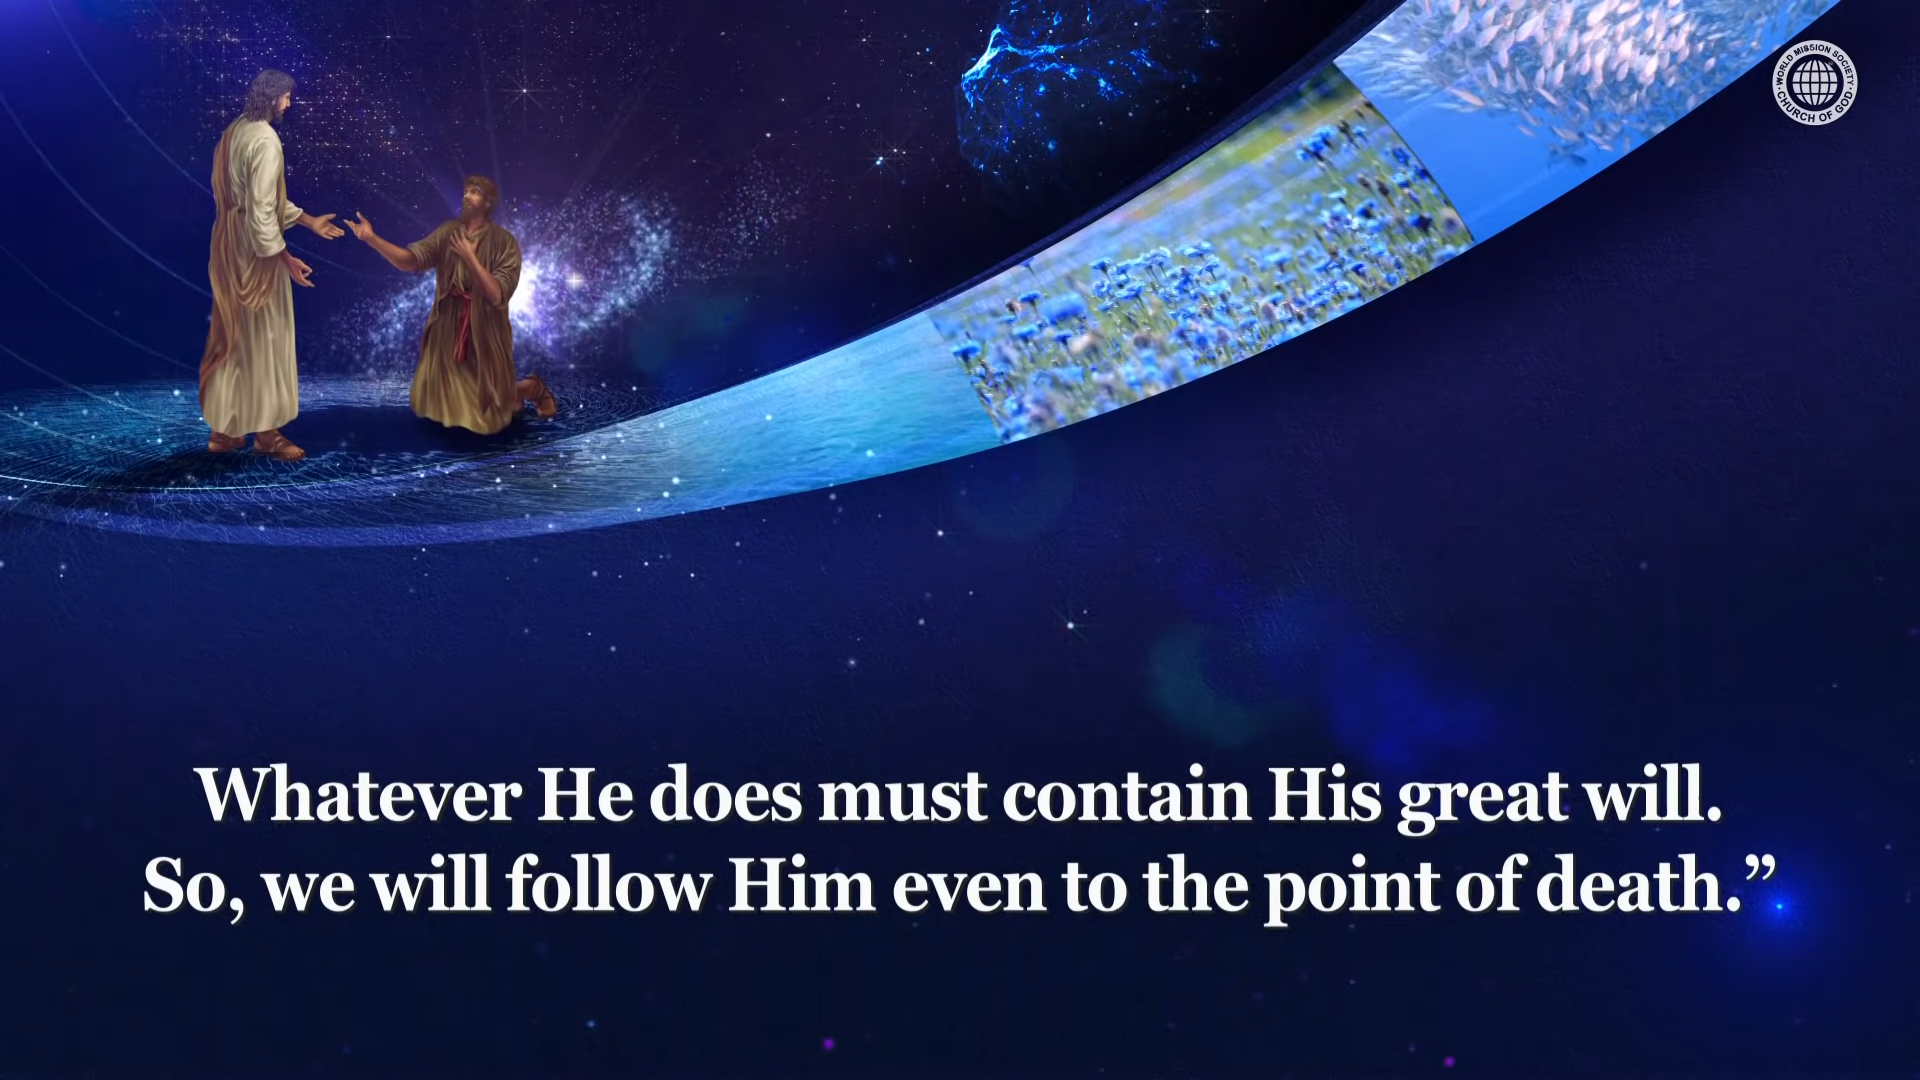 WORLD MISSION SOCIETY
CHURCH OF GOD
Whatever He does must contain His great will.
So, we will follow Him even to the point of death.”